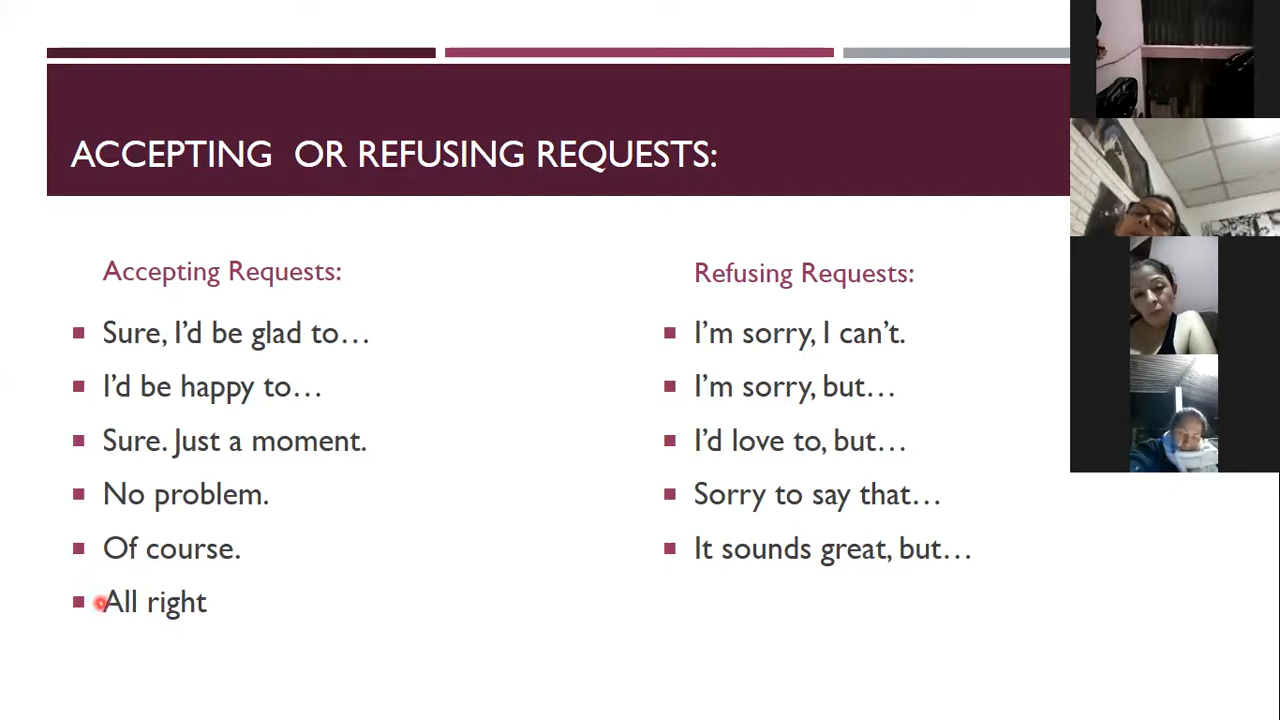 ACCEPTING OR REFUSING REQUESTS:
Accepting Requests:
Sure, I’d be glad to…
I’d be happy to…
Sure. Just a moment.
No problem.
Of course.
All right
Refusing Requests:
I’m sorry, I can’t.
I’m sorry, but…
I’d love to, but…
Sorry to say that…
It sounds great, but…